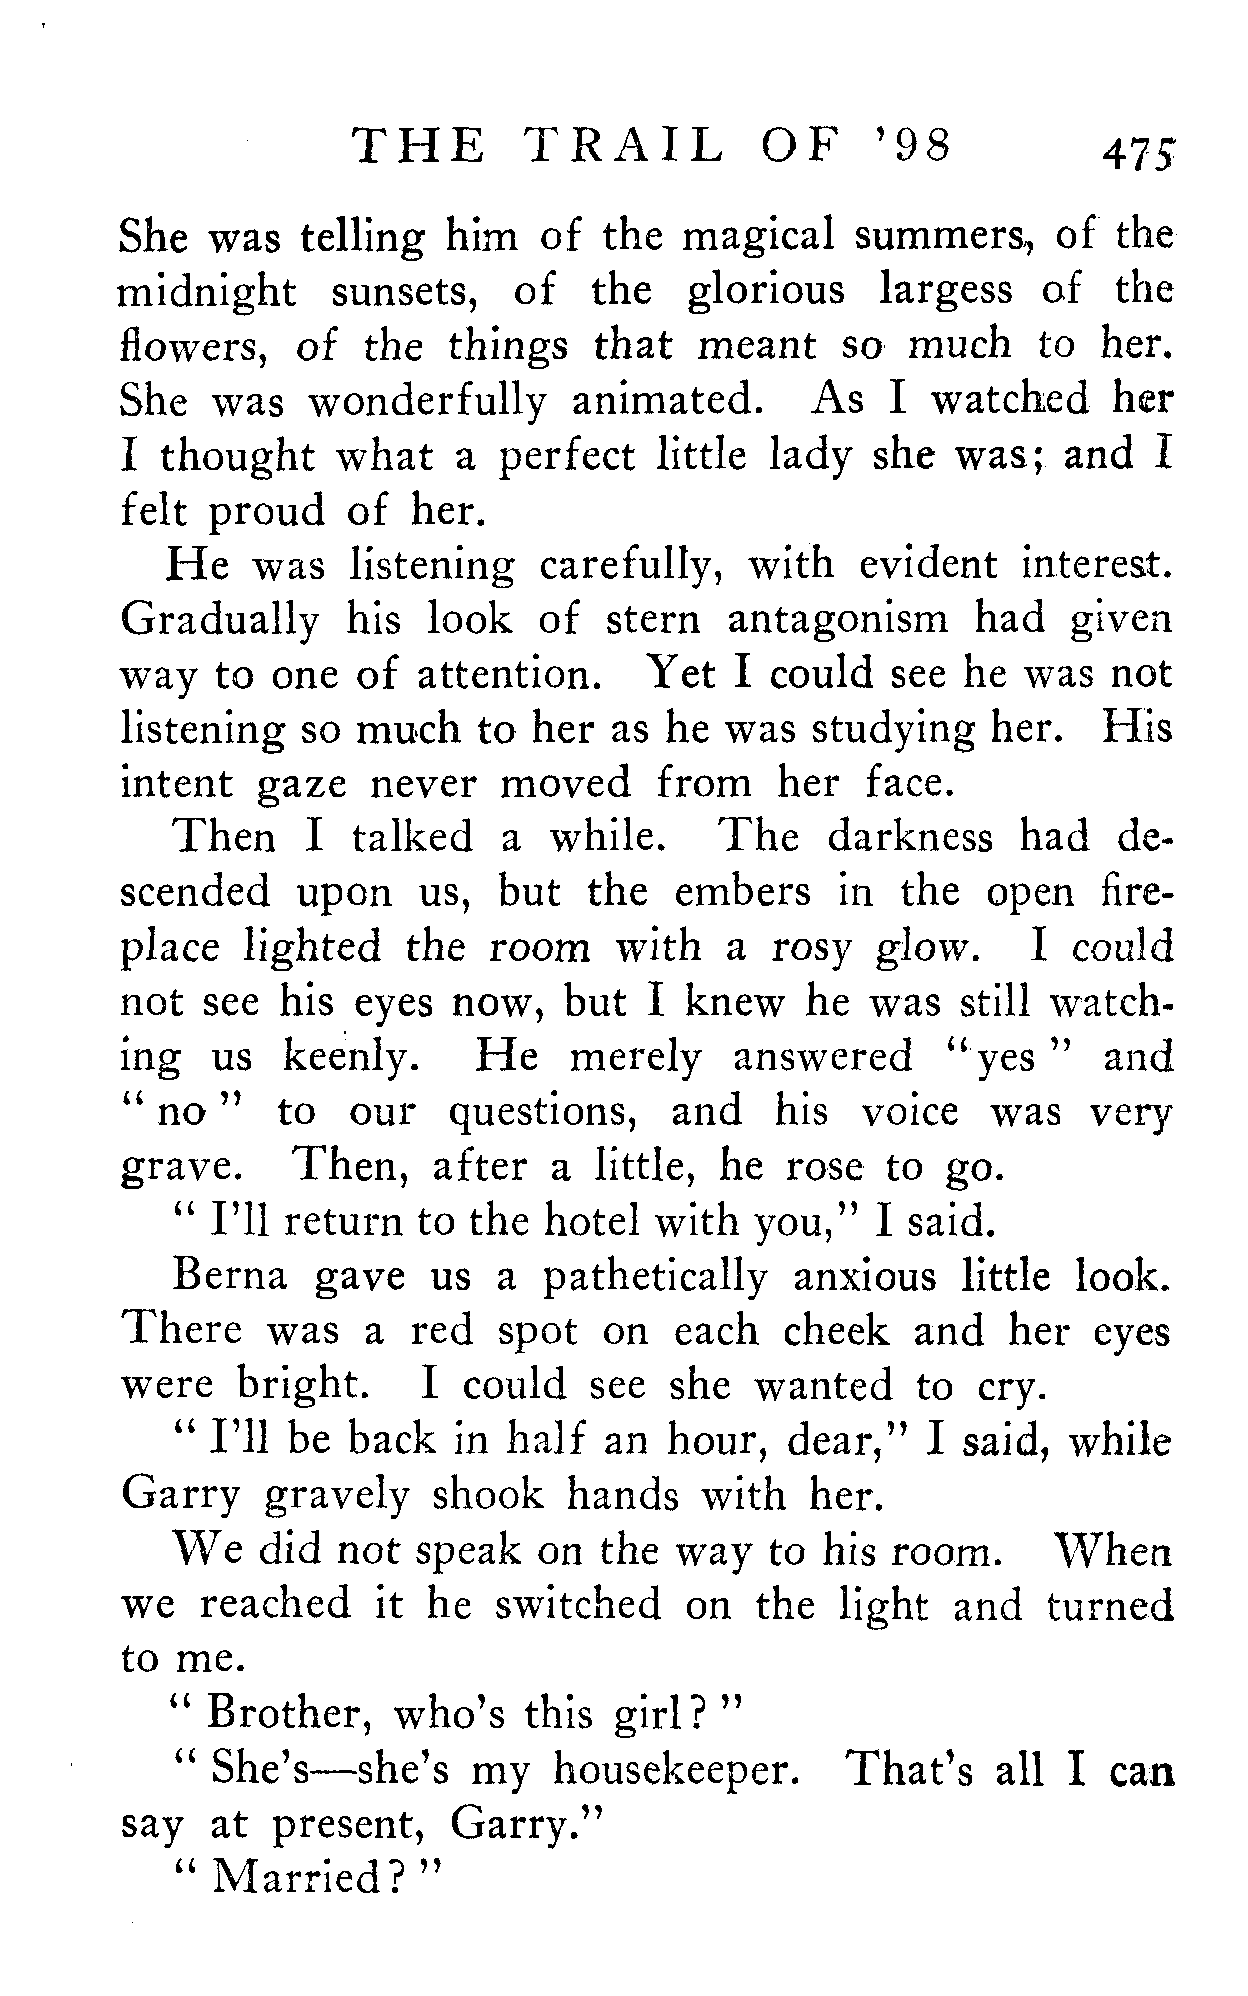 THE TRAIL OF '98 475
She was telling him of the magical summers, of the
midnight sunsets, of the glorious largess of the
flowers, of the things that meant so much to her.
She was wonderfully animated. As I watched her
I thought what a perfect little lady she was; and I
felt proud of her.
He was listening carefully, with evident interest.
Gradually his look of stern antagonism had given
way to one of attention. Yet I could see he was not
listening so much to her as he was studying her. His
intent gaze never moved from her face.
Then I talked a while. The darkness had de-
scended upon us, but the embers in the open fire-
place lighted the room with a rosy glow. I could
not see his eyes now, but I knew he was still watch-
ing us keenly. He merely answered "yes" and
"no" to our questions, and his voice was very
grave. Then, after a little, he rose to go.
"I'll return to the hotel with you," I said.
Berna gave us a pathetically anxious little look.
There was a red spot on each cheek and her eyes
were bright. I could see she wanted to cry.
"I'll be back in half an hour, dear," I said, while
Garry gravely shook hands with her.
We did not speak on the way to his room. When
we reached it he switched on the light and turned
to me.
"Brother, who's this girl?"
"She's—she's my housekeeper. That's all I can
say at present, Garry."
"Married?"